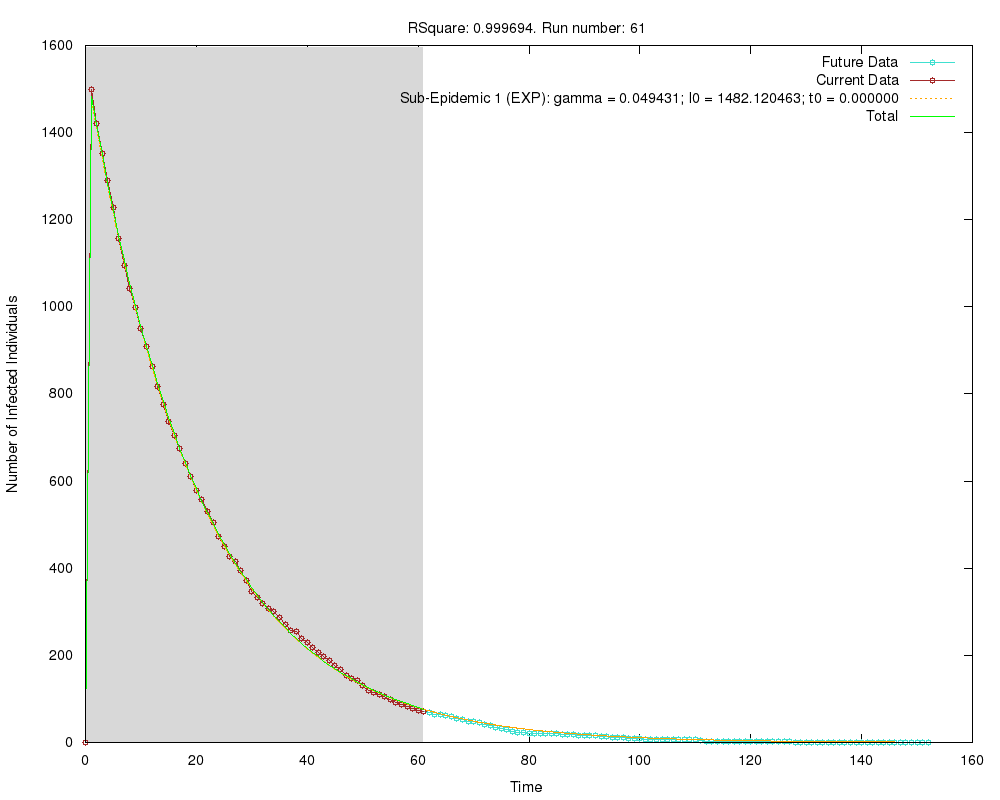 RSquare: 0.999694. Run number: 61
1600
1400
1200
1000
800
600
400
200
0
Number of Infected Individuals
Future Data
Current Data
Sub-Epidemic 1 (EXP): gamma = 0.049431; I0 = 1482.120463; t0 = 0.000000
Total
0 20 40 60 80 100 120 140 160
Time